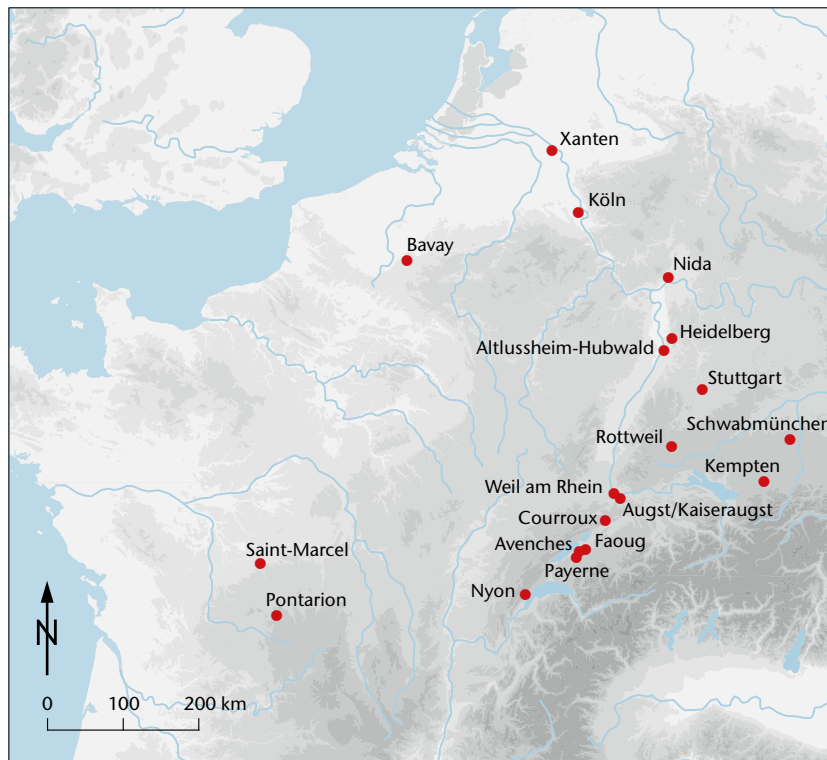 Xanten
Köln
Bavay
Nida
Heidelberg
Altlussheim-Hubwald
Stuttgart
Schwabmünchen
Rottweil
Kempten
Weil am Rhein
Augst/Kaiseraugst
Courroux
Avenches
Faoug
Saint-Marcel
Payerne
Nyon
Pontarion
N
0 100 200 km